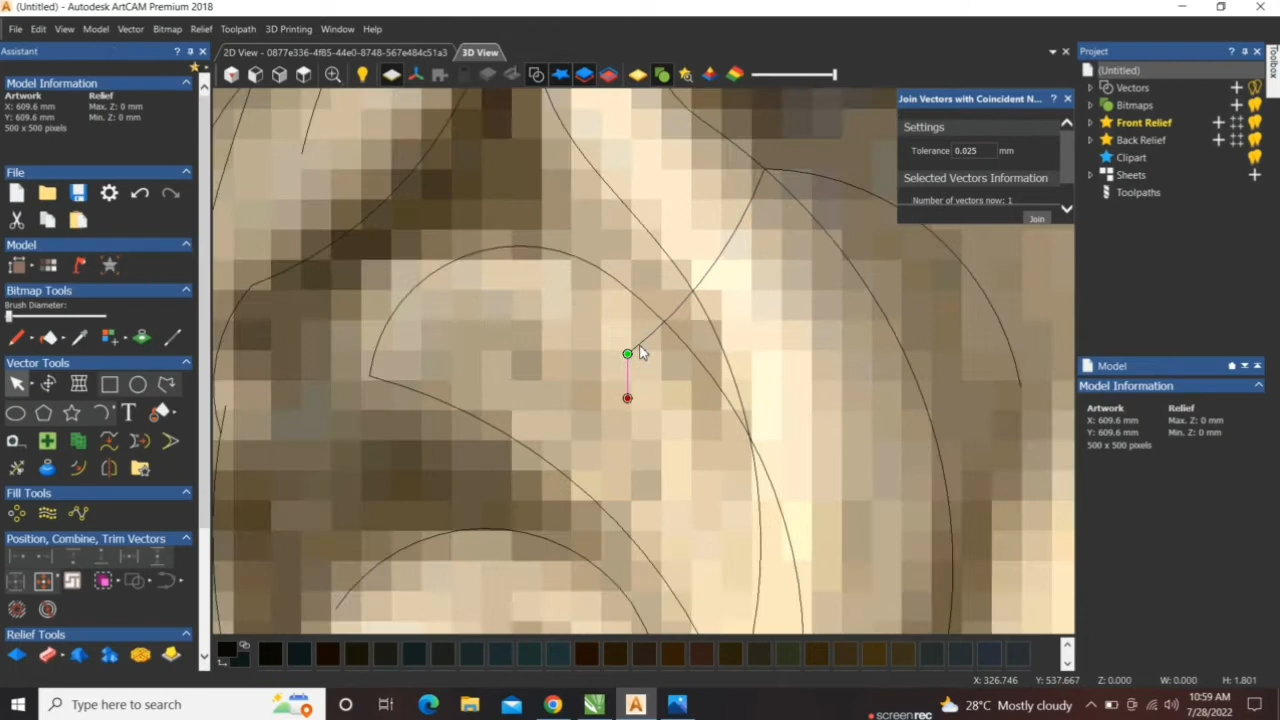 (Untitled) - Autodesk ArtCAM Premium 2018
File Edit View Model Vector Bitmap Relief Toolpath 3D Printing Window Help
Assistant
Model Information
Artwork Relief
X: 609.6 mm Max. Z: 0 mm
Y: 609.6 mm Min. Z: 0 mm
500 x 500 pixels
File
Model
Bitmap Tools
Brush Diameter:
Vector Tools
Fill Tools
Position, Combine, Trim Vectors
Relief Tools
2D View - 0877e336-4f85-44e0-8748-567e484c51a3 3D View
Join Vectors with Coincident N...
Settings
Tolerance 0.025 mm
Selected Vectors Information
Number of vectors now: 1
Join
Project
(Untitled)
Vectors
Bitmaps
Front Relief
Back Relief
Clipart
Sheets
Toolpaths
Toolbox
Model
Model Information
Artwork Relief
X: 609.6 mm Max. Z: 0 mm
Y: 609.6 mm Min. Z: 0 mm
500 x 500 pixels
X: 326.746 Y: 537.667 Z: 0.000 W: 0.000 H: 1.801
Type here to search
28°C Mostly cloudy
10:59 AM
7/28/2022
screenrec